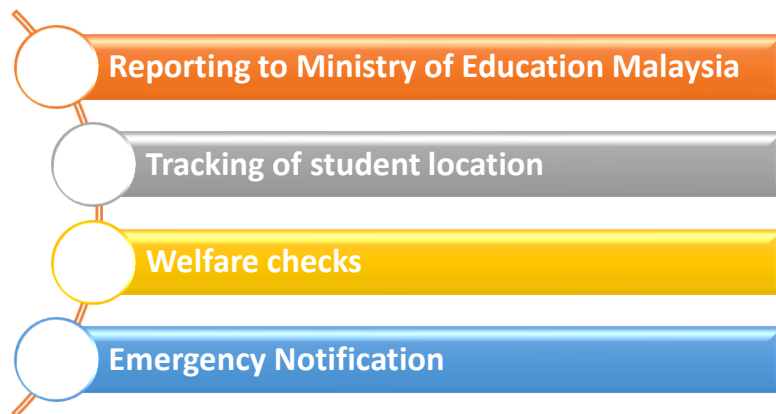 Reporting to Ministry of Education Malaysia
Tracking of student location
Welfare checks
Emergency Notification